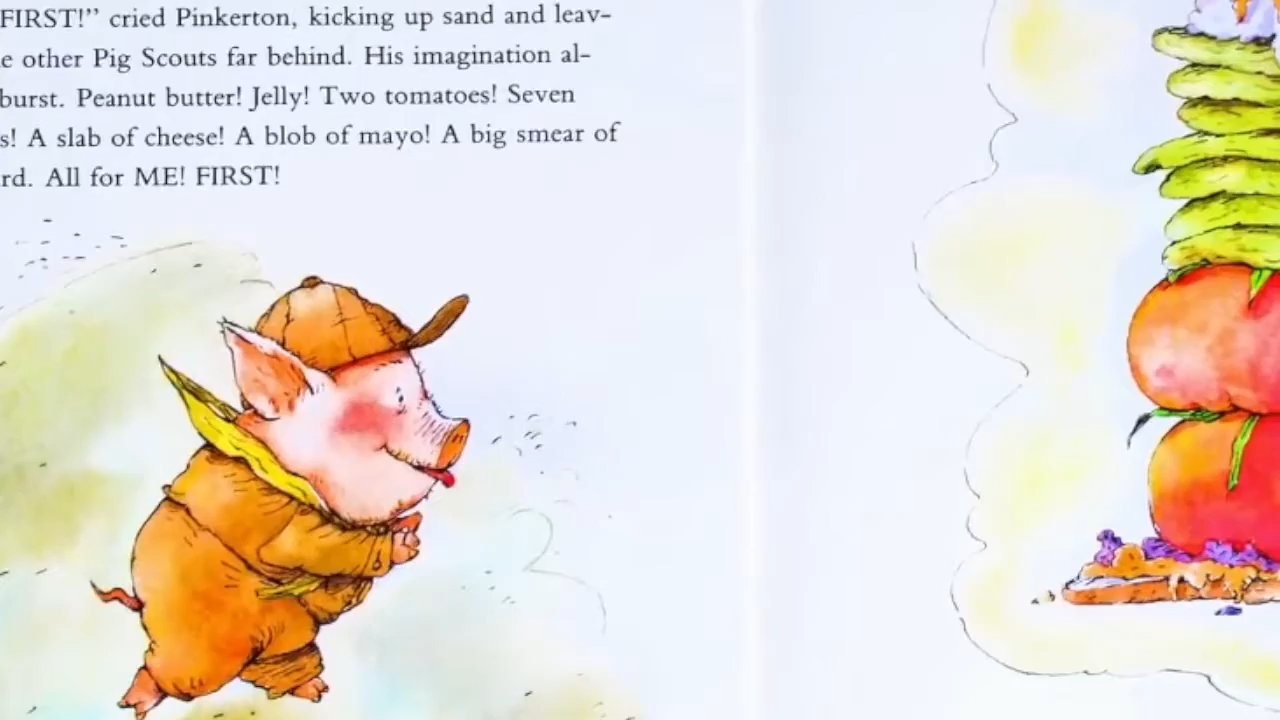 FIRST!” cried Pinkerton, kicking up sand and leav-
e other Pig Scouts far behind. His imagination al-
burst. Peanut butter! Jelly! Two tomatoes! Seven
s! A slab of cheese! A blob of mayo! A big smear of
rd. All for ME! FIRST!